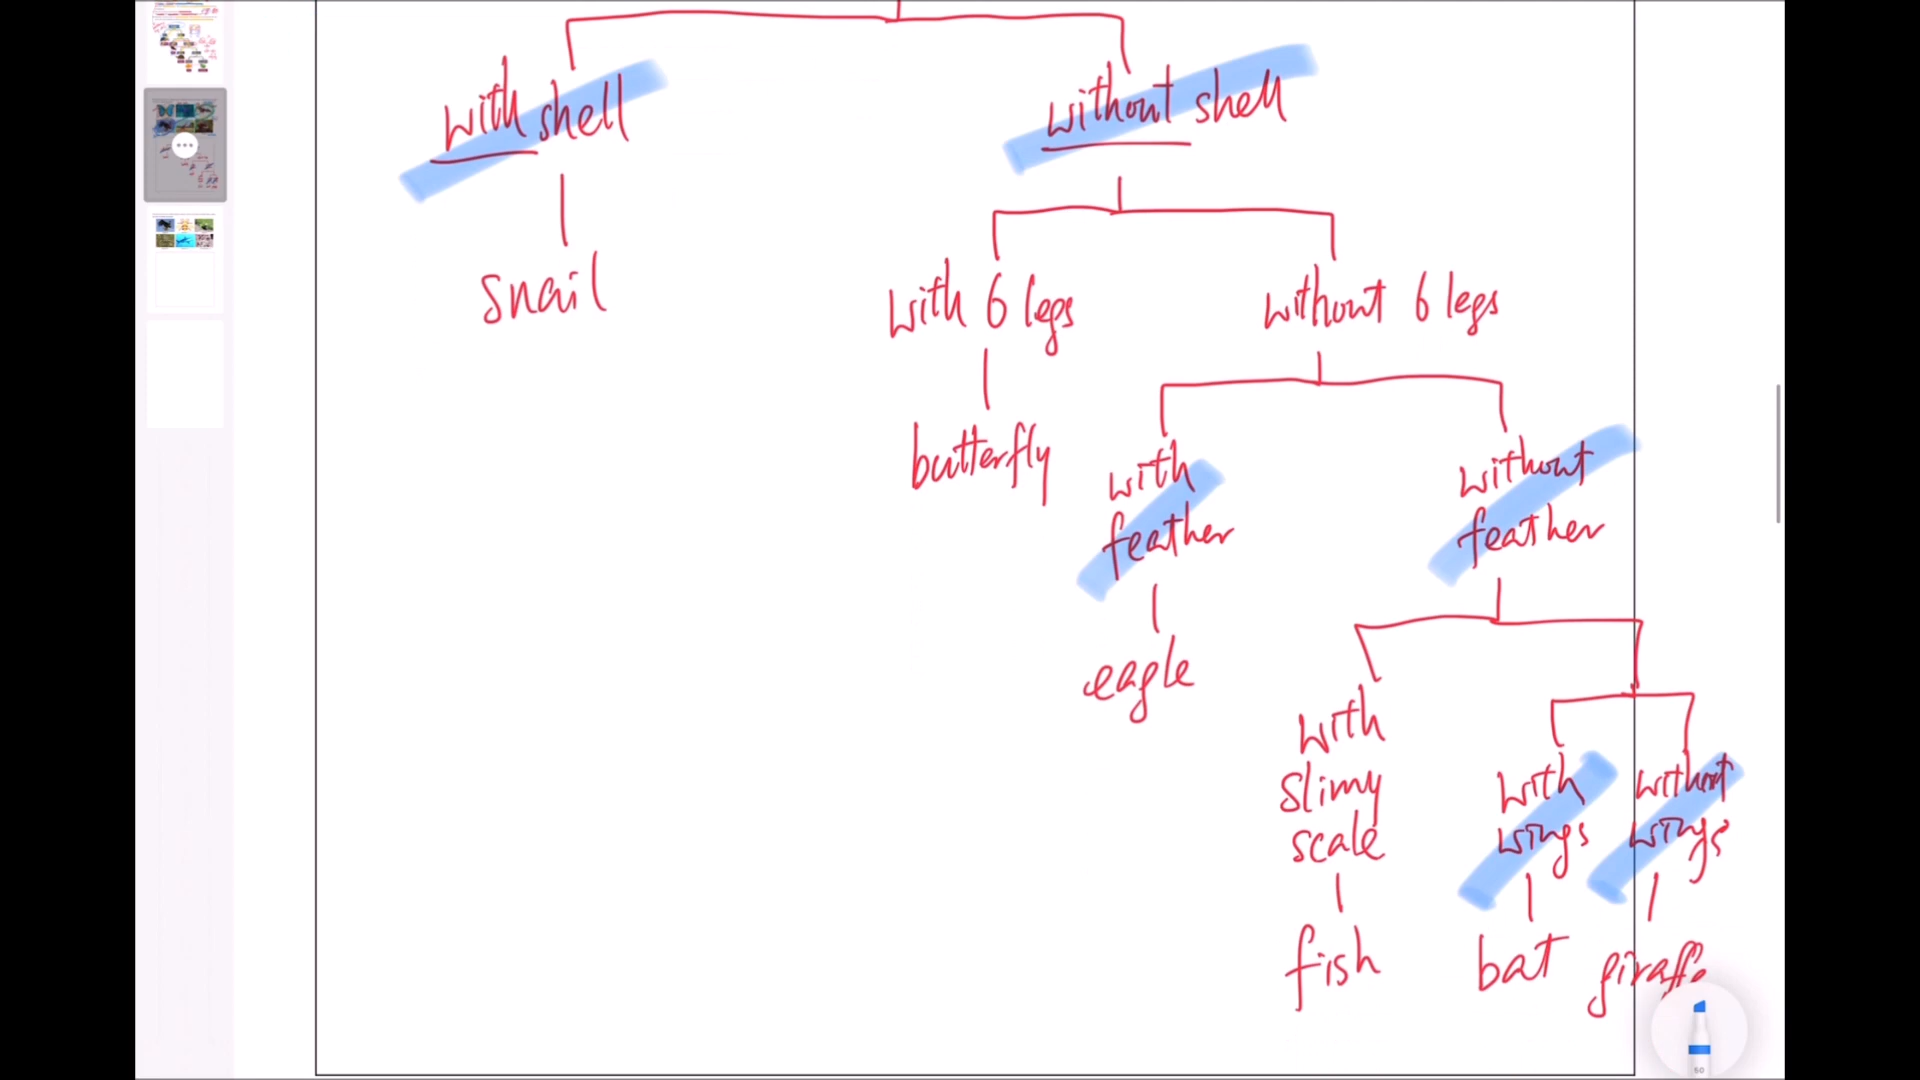 with shell
without shell
snail
with 6 legs
without 6 legs
butterfly
with
feather
without
feather
eagle
with
slimy
scale
with
wings
without
wings
fish
bat
giraffe
50